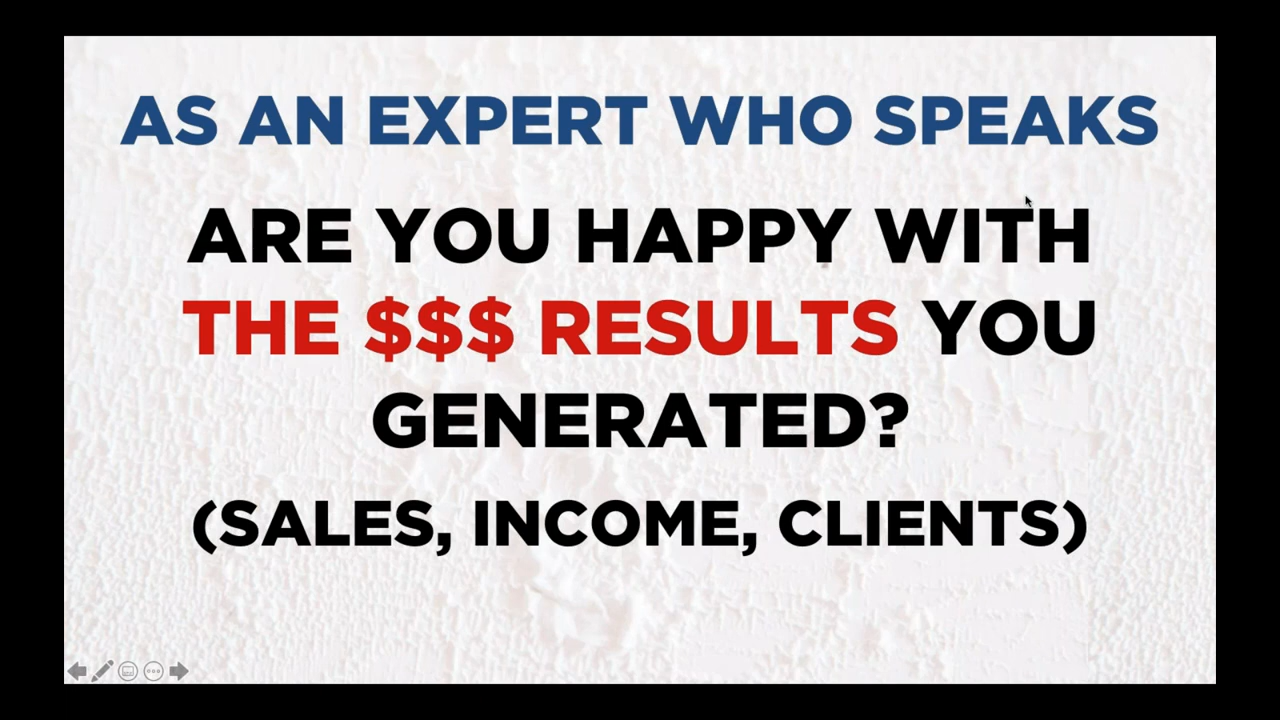 AS AN EXPERT WHO SPEAKS
ARE YOU HAPPY WITH
THE $$$ RESULTS YOU
GENERATED?
(SALES, INCOME, CLIENTS)